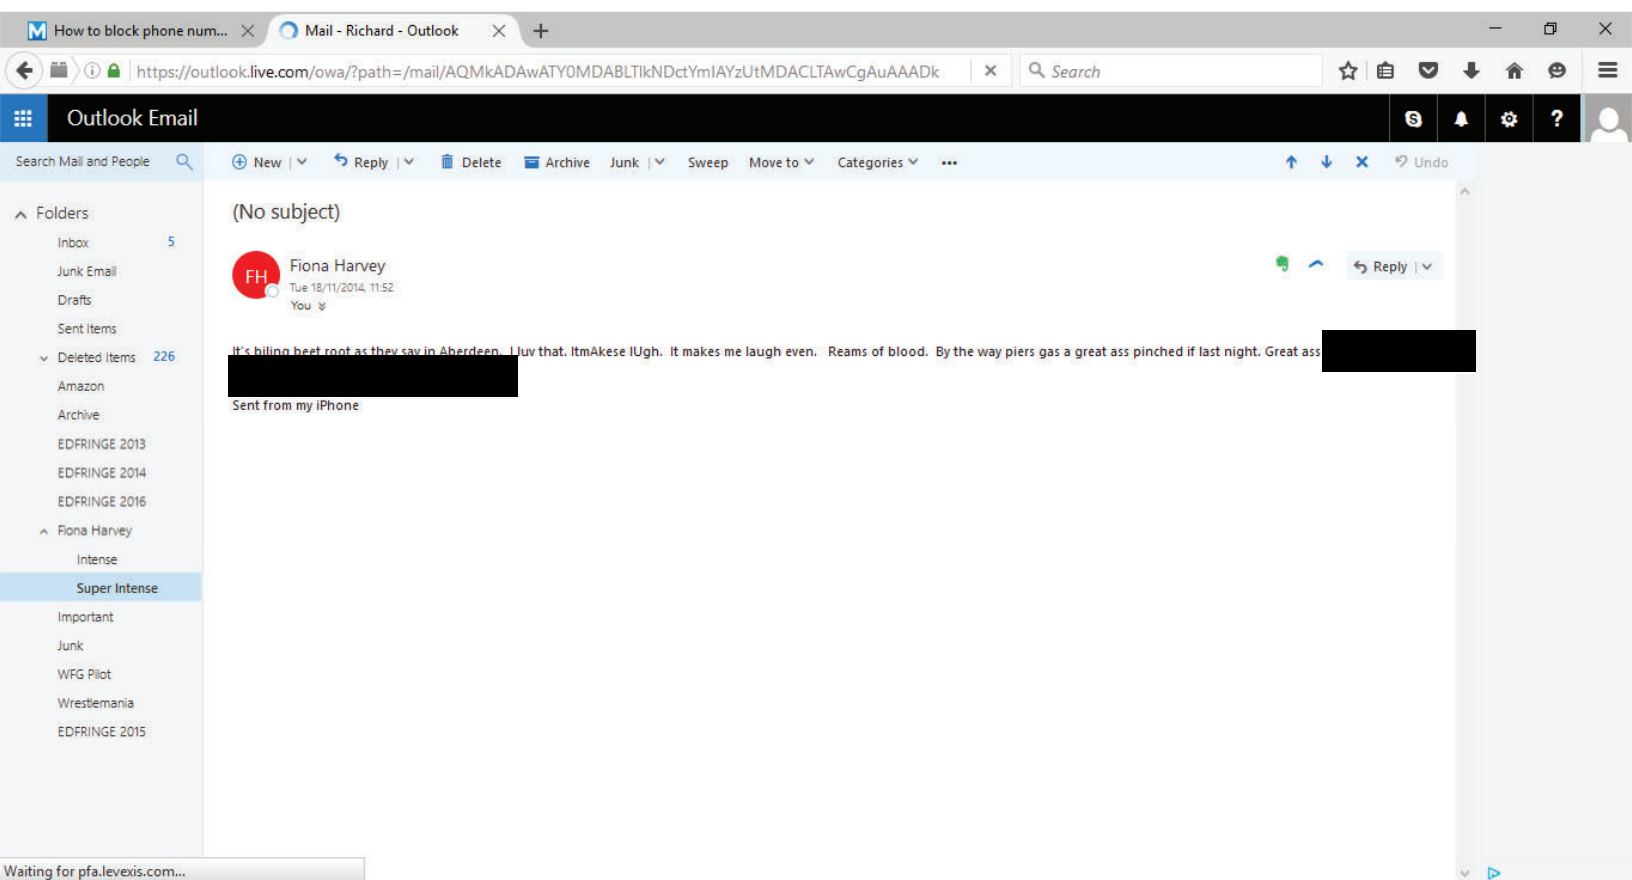 How to block phone num...
Mail - Richard - Outlook
https://outlook.live.com/owa/?path=/mail/AQMkADAwATY0MDABLTlkNDctYmIAYzUtMDACLTAwCgAuAAADk
Search
Outlook Email
Search Mail and People
New Reply Delete Archive Junk Sweep Move to Categories Undo
Folders
Inbox 5
Junk Email
Drafts
Sent Items
Deleted Items 226
Amazon
Archive
EDFRINGE 2013
EDFRINGE 2014
EDFRINGE 2016
Fiona Harvey
Intense
Super Intense
Important
Junk
WFG Pilot
Wrestlemania
EDFRINGE 2015
(No subject)
FH
Fiona Harvey
Tue 18/11/2014, 11:52
You
Reply
It's biling beet root as they say in Aberdeen. I luv that. ItmAkese lUgh. It makes me laugh even. Reams of blood. By the way piers gas a great ass pinched if last night. Great ass
Sent from my iPhone
Waiting for pfa.levexis.com...